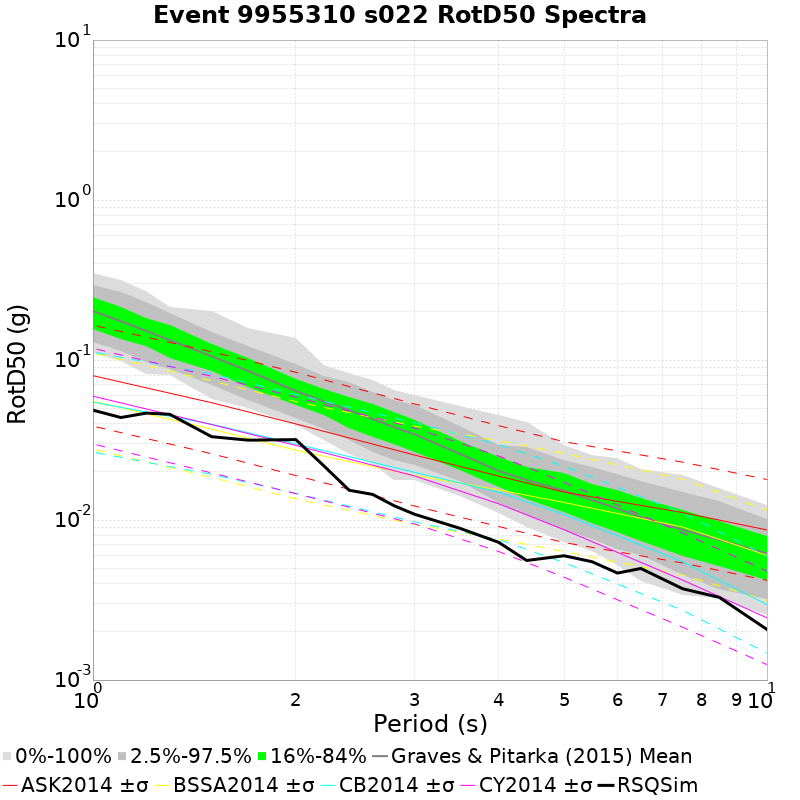 Event 9955310 s022 RotD50 Spectra
10^1
10^0
10^-1
10^-2
10^-3
RotD50 (g)
10^0 2 3 4 5 6 7 8 9 10^1
Period (s)
0%-100% 2.5%-97.5% 16%-84% Graves & Pitarka (2015) Mean
ASK2014 ±σ BSSA2014 ±σ CB2014 ±σ CY2014 ±σ RSQSim